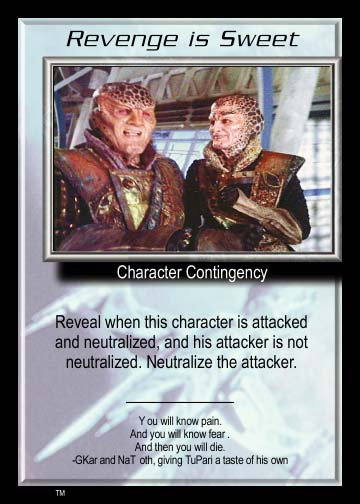 Revenge is Sweet
Character Contingency
Reveal when this character is attacked
and neutralized, and his attacker is not
neutralized. Neutralize the attacker.
Y ou will know pain.
And you will know fear .
And then you will die.
-GKar and NaT oth, giving TuPari a taste of his own
TM